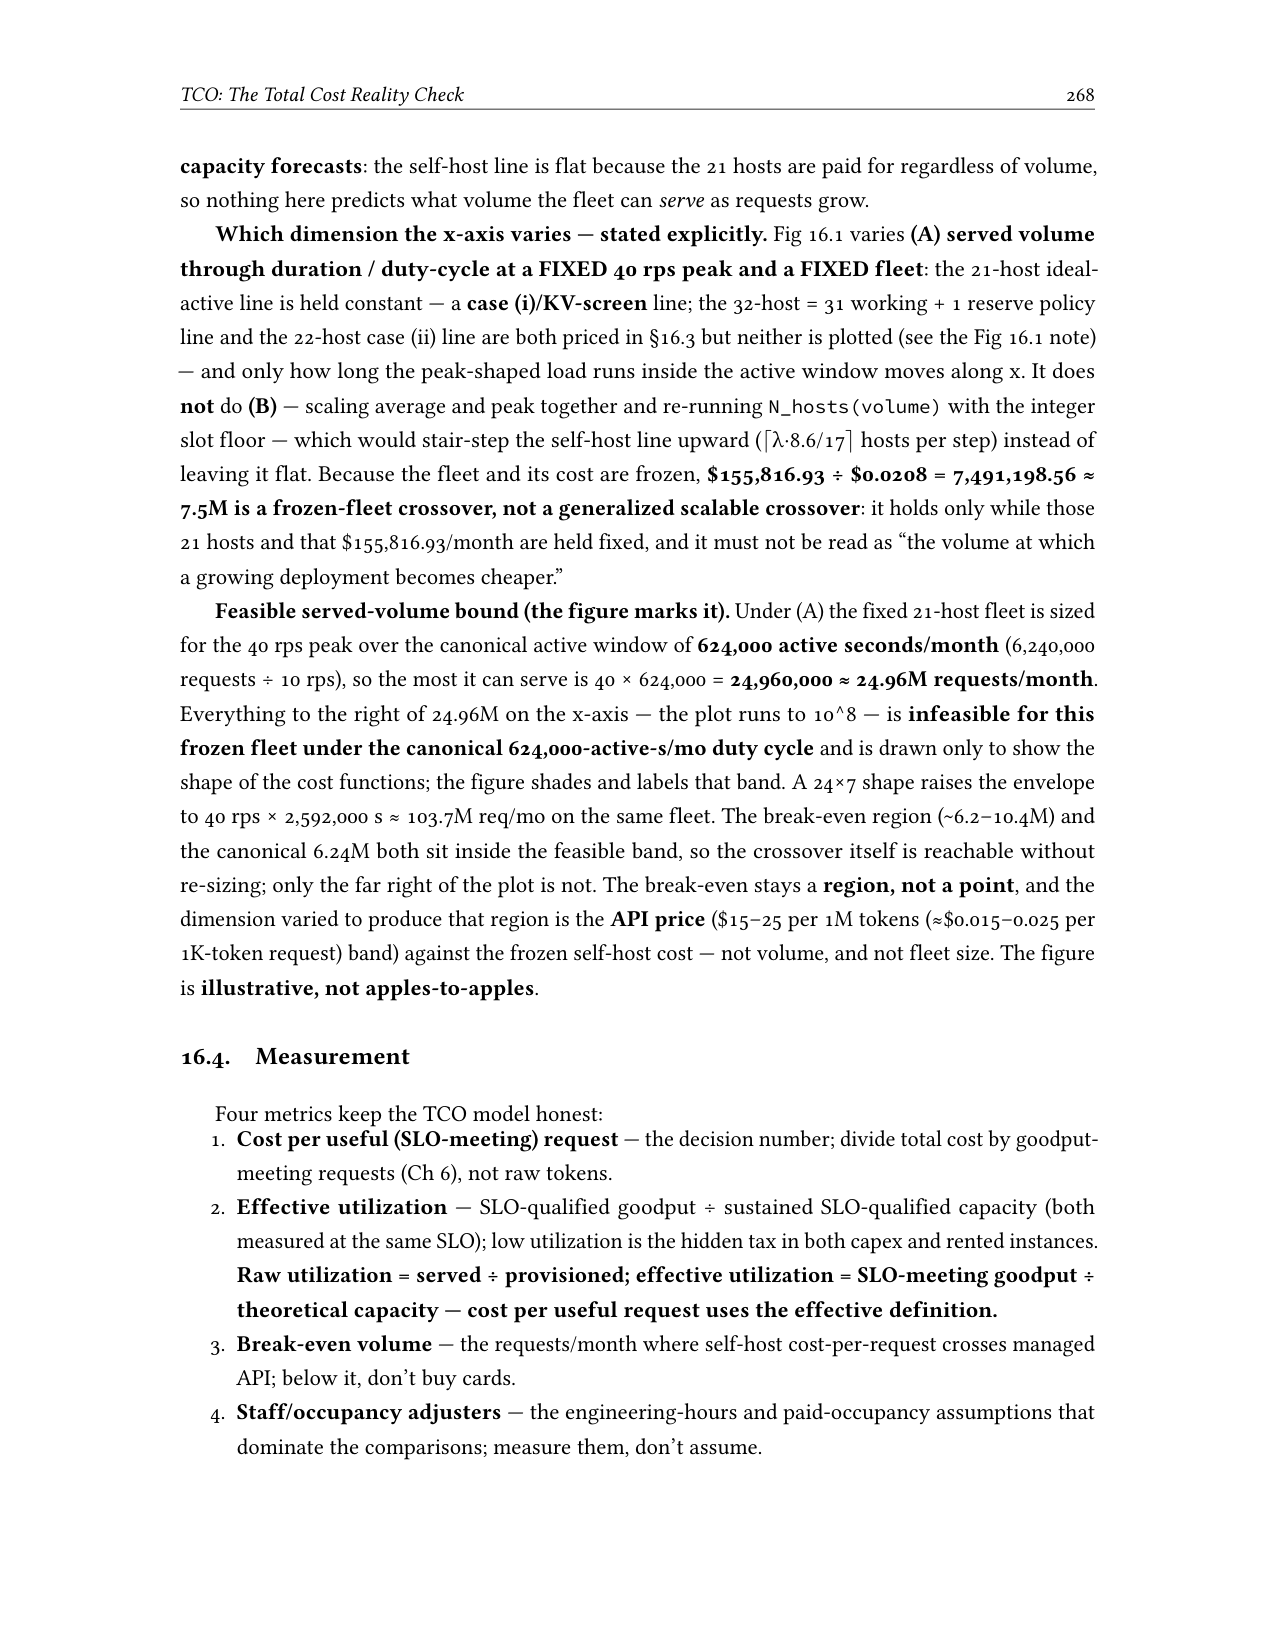 TCO: The Total Cost Reality Check 268
capacity forecasts: the self-host line is flat because the 21 hosts are paid for regardless of volume,
so nothing here predicts what volume the fleet can serve as requests grow.
Which dimension the x-axis varies — stated explicitly. Fig 16.1 varies (A) served volume
through duration / duty-cycle at a FIXED 40 rps peak and a FIXED fleet: the 21-host ideal-
active line is held constant — a case (i)/KV-screen line; the 32-host = 31 working + 1 reserve policy
line and the 22-host case (ii) line are both priced in §16.3 but neither is plotted (see the Fig 16.1 note)
— and only how long the peak-shaped load runs inside the active window moves along x. It does
not do (B) — scaling average and peak together and re-running N_hosts(volume) with the integer
slot floor — which would stair-step the self-host line upward (⌈λ·8.6/17⌉ hosts per step) instead of
leaving it flat. Because the fleet and its cost are frozen, $155,816.93 ÷ $0.0208 = 7,491,198.56 ≈
7.5M is a frozen-fleet crossover, not a generalized scalable crossover: it holds only while those
21 hosts and that $155,816.93/month are held fixed, and it must not be read as “the volume at which
a growing deployment becomes cheaper.”
Feasible served-volume bound (the figure marks it). Under (A) the fixed 21-host fleet is sized
for the 40 rps peak over the canonical active window of 624,000 active seconds/month (6,240,000
requests ÷ 10 rps), so the most it can serve is 40 × 624,000 = 24,960,000 ≈ 24.96M requests/month.
Everything to the right of 24.96M on the x-axis — the plot runs to 10^8 — is infeasible for this
frozen fleet under the canonical 624,000-active-s/mo duty cycle and is drawn only to show the
shape of the cost functions; the figure shades and labels that band. A 24×7 shape raises the envelope
to 40 rps × 2,592,000 s ≈ 103.7M req/mo on the same fleet. The break-even region (~6.2–10.4M) and
the canonical 6.24M both sit inside the feasible band, so the crossover itself is reachable without
re-sizing; only the far right of the plot is not. The break-even stays a region, not a point, and the
dimension varied to produce that region is the API price ($15–25 per 1M tokens (≈$0.015–0.025 per
1K-token request) band) against the frozen self-host cost — not volume, and not fleet size. The figure
is illustrative, not apples-to-apples.
16.4. Measurement
Four metrics keep the TCO model honest:
1. Cost per useful (SLO-meeting) request — the decision number; divide total cost by goodput-
meeting requests (Ch 6), not raw tokens.
2. Effective utilization — SLO-qualified goodput ÷ sustained SLO-qualified capacity (both
measured at the same SLO); low utilization is the hidden tax in both capex and rented instances.
Raw utilization = served ÷ provisioned; effective utilization = SLO-meeting goodput ÷
theoretical capacity — cost per useful request uses the effective definition.
3. Break-even volume — the requests/month where self-host cost-per-request crosses managed
API; below it, don’t buy cards.
4. Staff/occupancy adjusters — the engineering-hours and paid-occupancy assumptions that
dominate the comparisons; measure them, don’t assume.